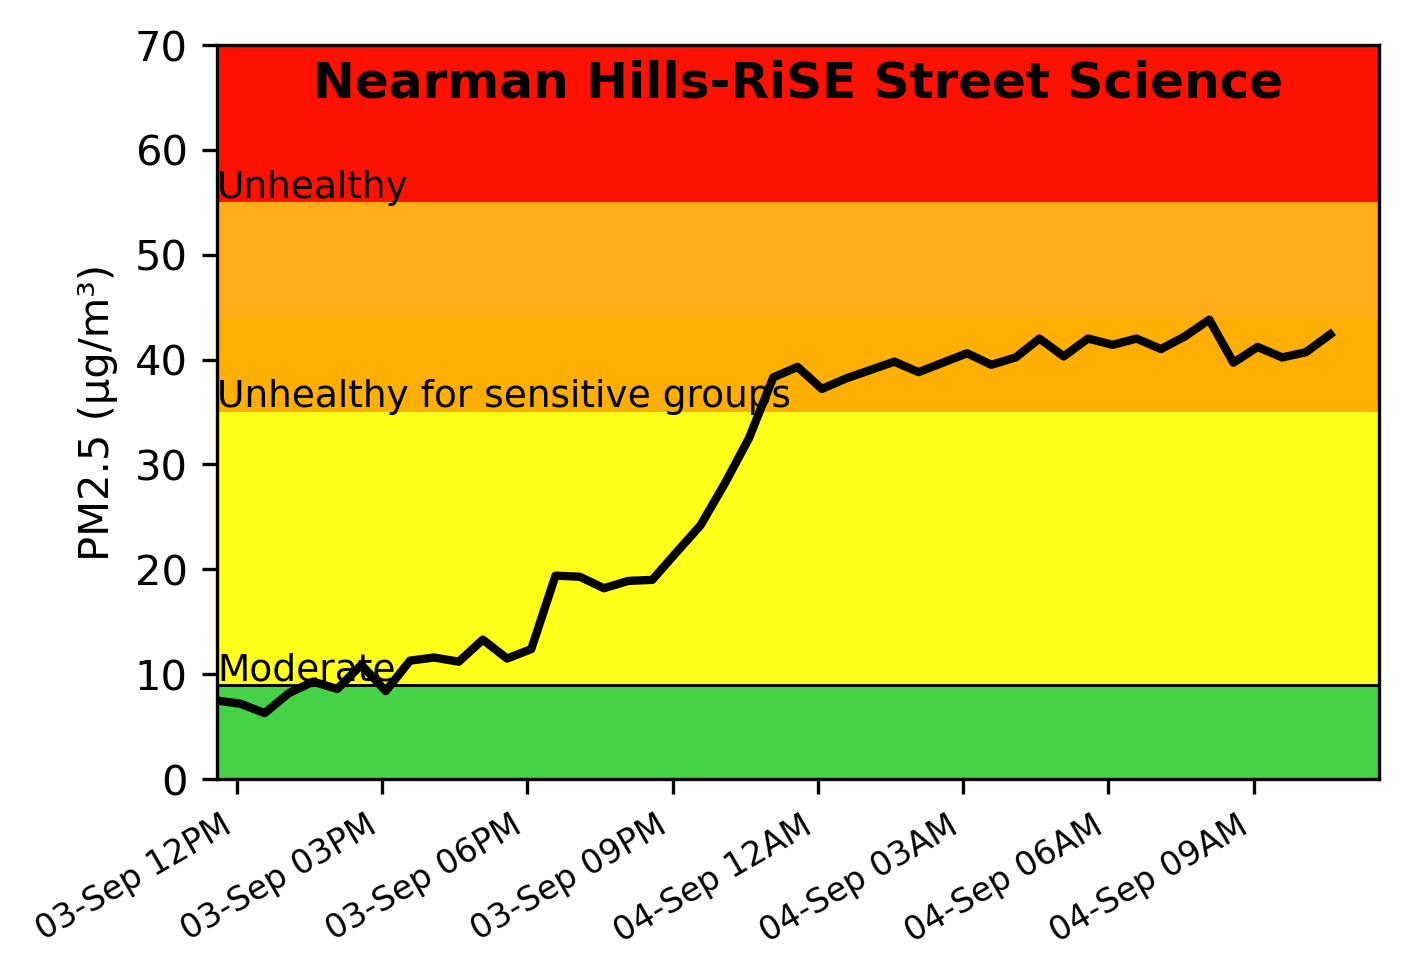 Nearman Hills-RiSE Street Science
70
60
50
40
30
20
10
0
PM2.5 (µg/m³)
Unhealthy
Unhealthy for sensitive groups
Moderate
03-Sep 12PM
03-Sep 03PM
03-Sep 06PM
03-Sep 09PM
04-Sep 12AM
04-Sep 03AM
04-Sep 06AM
04-Sep 09AM